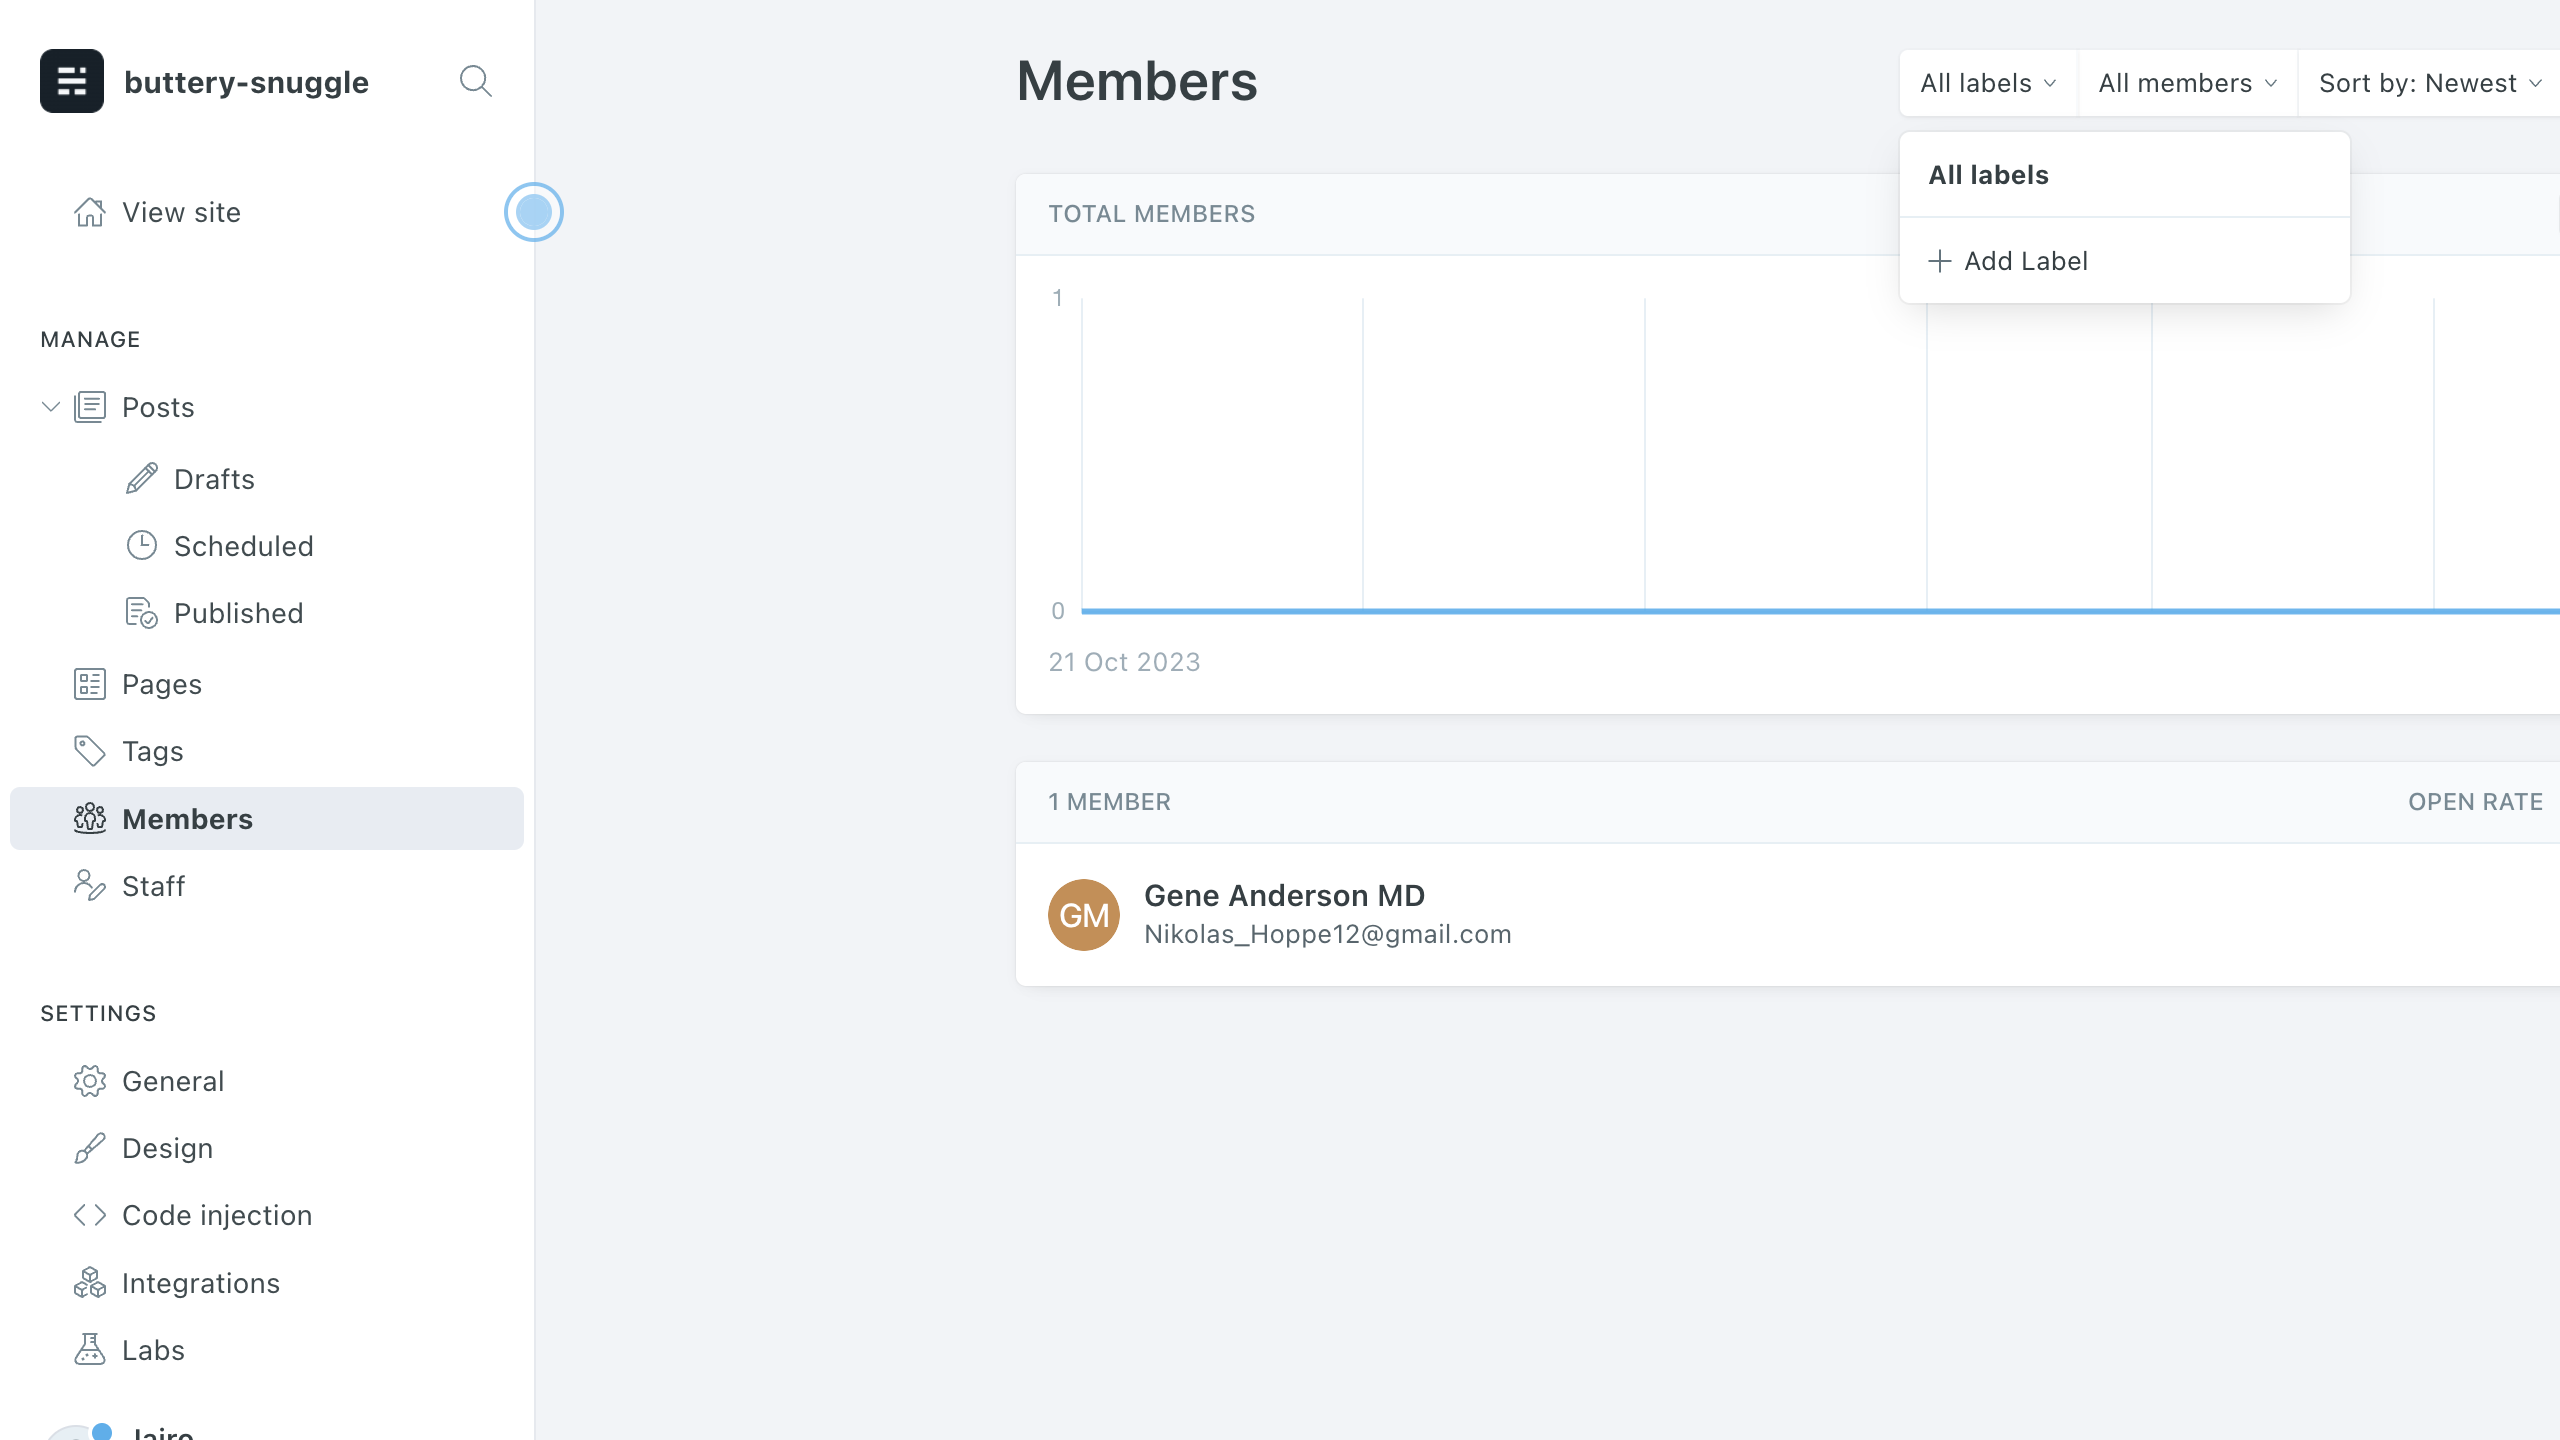 buttery-snuggle
View site
MANAGE
Posts
Drafts
Scheduled
Published
Pages
Tags
Members
Staff
SETTINGS
General
Design
Code injection
Integrations
Labs
Jairo
Members
All labels
All members
Sort by: Newest
All labels
Add Label
TOTAL MEMBERS
1
0
21 Oct 2023
1 MEMBER
OPEN RATE
GM
Gene Anderson MD
Nikolas_Hoppe12@gmail.com